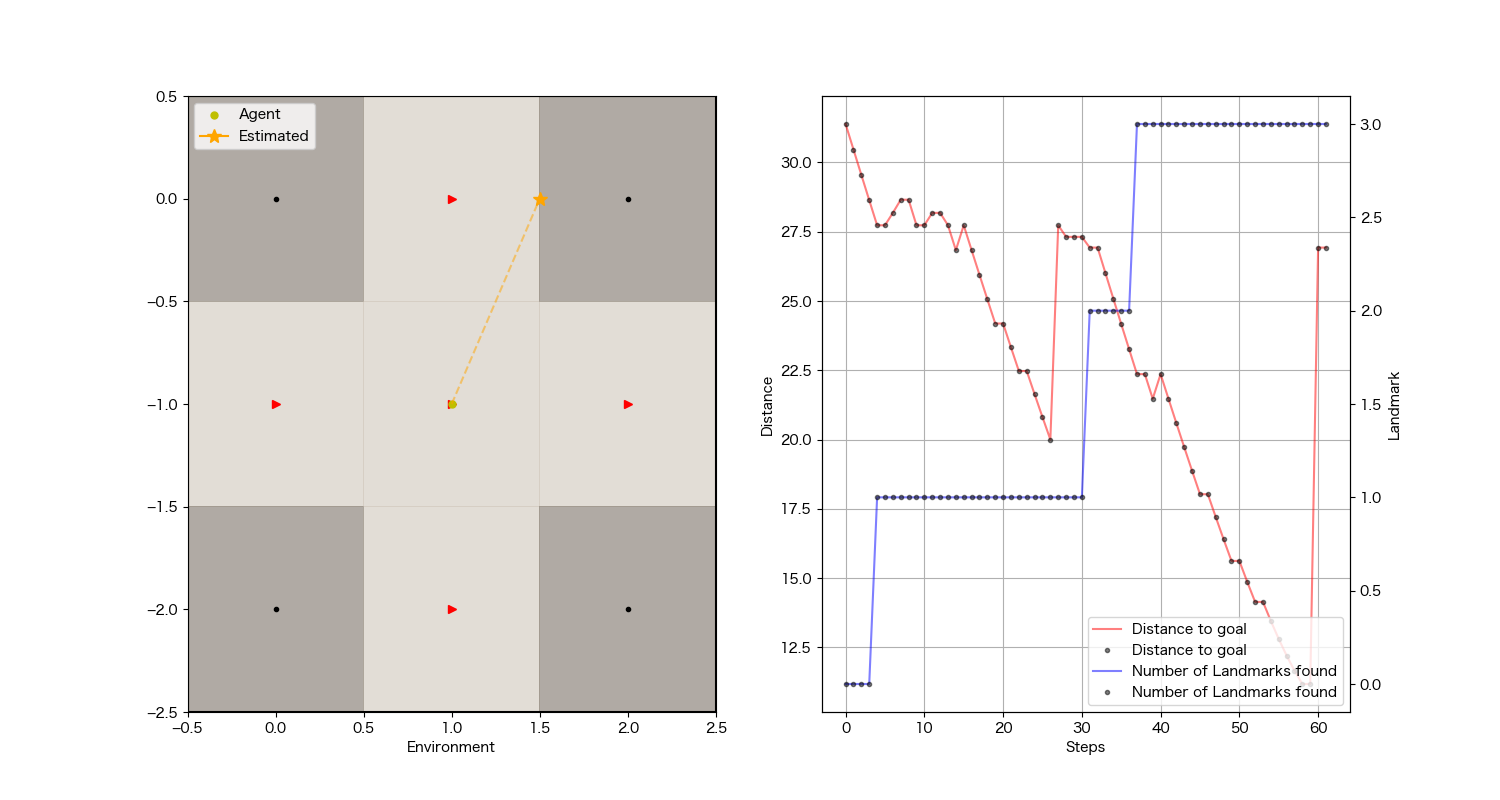 0.5
0.0
−0.5
−1.0
−1.5
−2.0
−2.5
−0.5 0.0 0.5 1.0 1.5 2.0 2.5
Environment
Agent
Estimated
Distance
30.0
27.5
25.0
22.5
20.0
17.5
15.0
12.5
0 10 20 30 40 50 60
Steps
3.0
2.5
2.0
1.5
1.0
0.5
0.0
Landmark
Distance to goal
Distance to goal
Number of Landmarks found
Number of Landmarks found